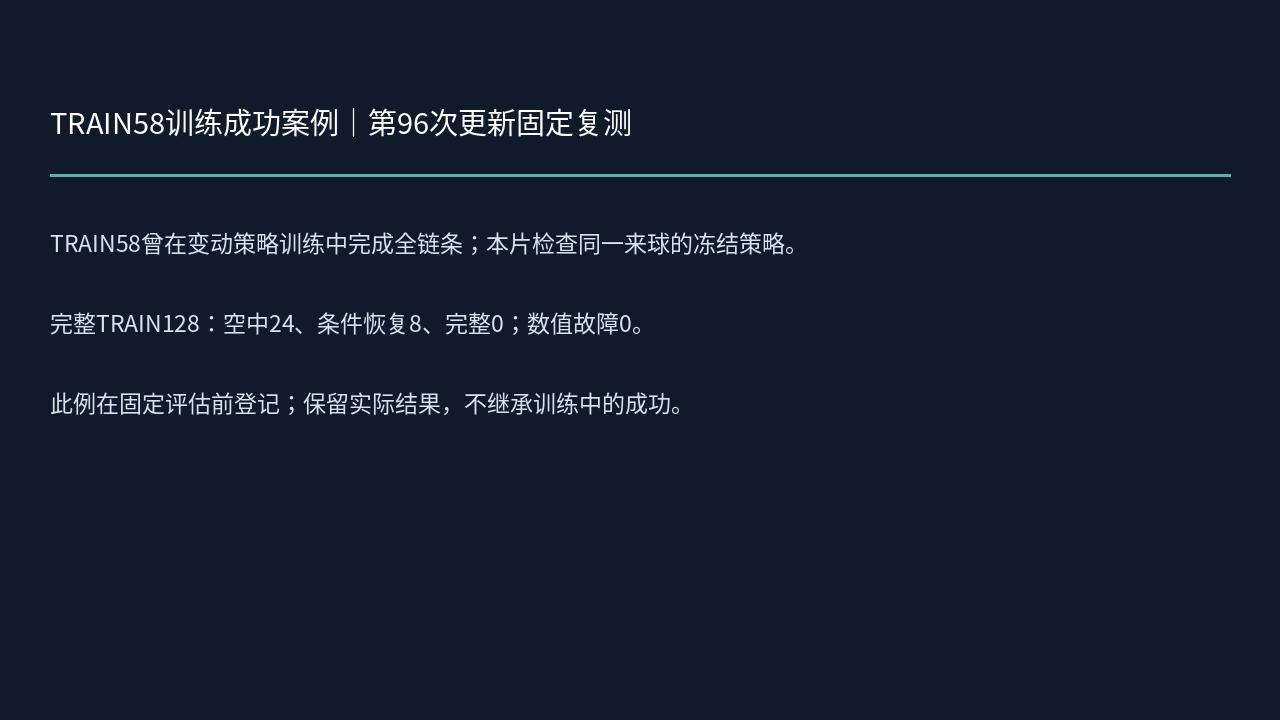 TRAIN58训练成功案例｜第96次更新固定复测
TRAIN58曾在变动策略训练中完成全链条；本片检查同一来球的冻结策略。
完整TRAIN128：空中24、条件恢复8、完整0；数值故障0。
此例在固定评估前登记；保留实际结果，不继承训练中的成功。